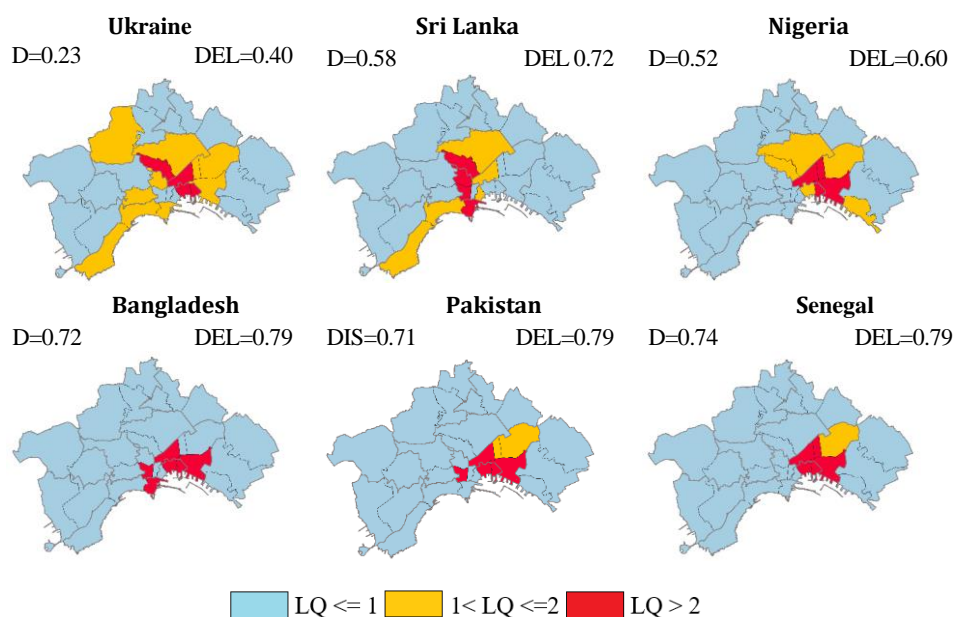 Ukraine
D=0.23 DEL=0.40
Sri Lanka
D=0.58 DEL 0.72
Nigeria
D=0.52 DEL=0.60
Bangladesh
D=0.72 DEL=0.79
Pakistan
DIS=0.71 DEL=0.79
Senegal
D=0.74 DEL=0.79
LQ <= 1 1< LQ <=2 LQ > 2